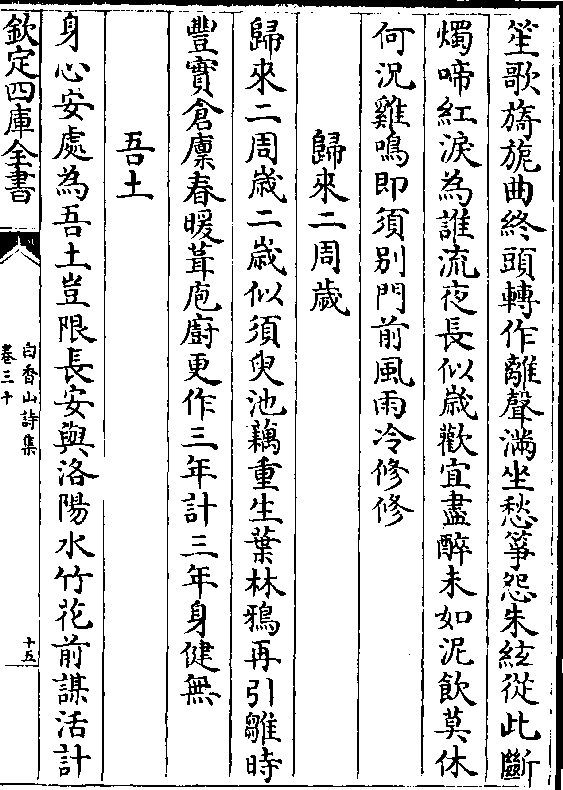 笙歌旖旎曲終頭轉作離聲滿坐愁箏怨朱絃從此斷
燭啼紅淚為誰流夜長似歲歡宜盡醉未如泥飲莫休
何況雞鳴即須別門前風雨冷修修
歸來二周歲
歸來二周歲二歲似須臾池藕重生葉林鴉再引雛時
豐實倉廩春暖葺庖廚更作三年計三年身健無
吾土
身心安處為吾土豈限長安與洛陽水竹花前謀活計
欽定四庫全書
白香山詩集
卷三十
十五